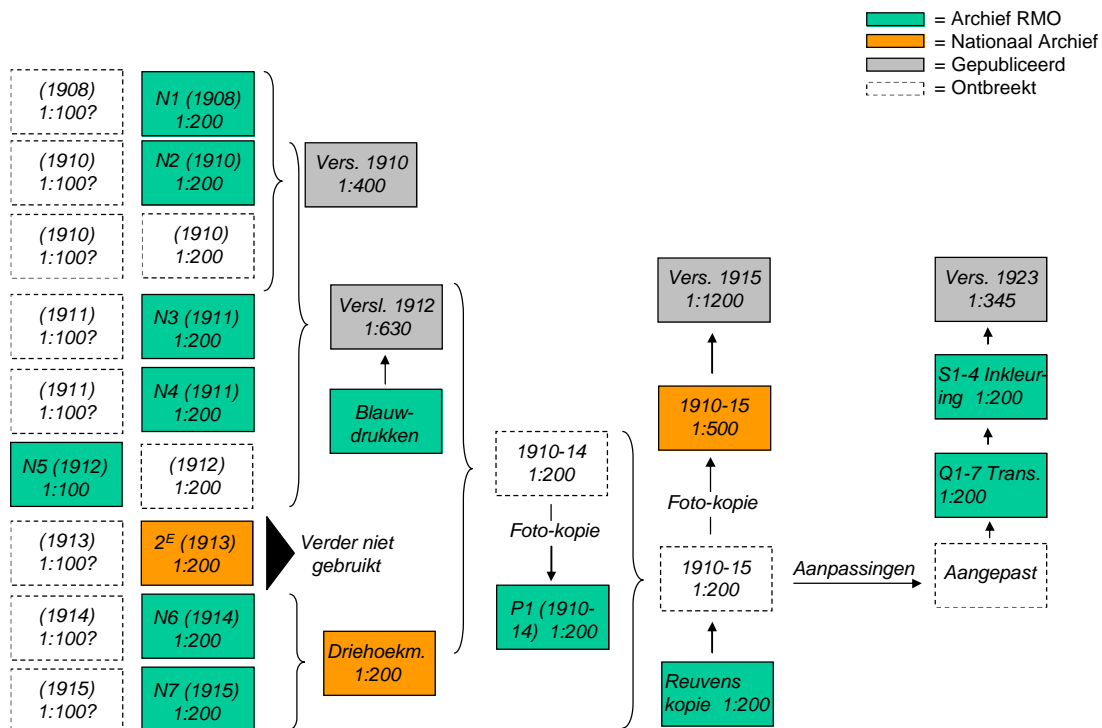 = Archief RMO
= Nationaal Archief
= Gepubliceerd
= Ontbreekt
(1908)
1:100?
N1 (1908)
1:200
(1910)
1:100?
N2 (1910)
1:200
Vers. 1910
1:400
(1910)
1:100?
(1910)
1:200
(1911)
1:100?
N3 (1911)
1:200
Versl. 1912
1:630
Vers. 1915
1:1200
Vers. 1923
1:345
(1911)
1:100?
N4 (1911)
1:200
Blauw-
drukken
1910-15
1:500
S1-4 Inkleur-
ing 1:200
N5 (1912)
1:100
(1912)
1:200
1910-14
1:200
Foto-kopie
Q1-7 Trans.
1:200
(1913)
1:100?
2E (1913)
1:200
Verder niet
gebruikt
Foto-kopie
1910-15
1:200
Aanpassingen
Aangepast
(1914)
1:100?
N6 (1914)
1:200
Driehoekm.
1:200
P1 (1910-
14) 1:200
(1915)
1:100?
N7 (1915)
1:200
Reuvens
kopie 1:200